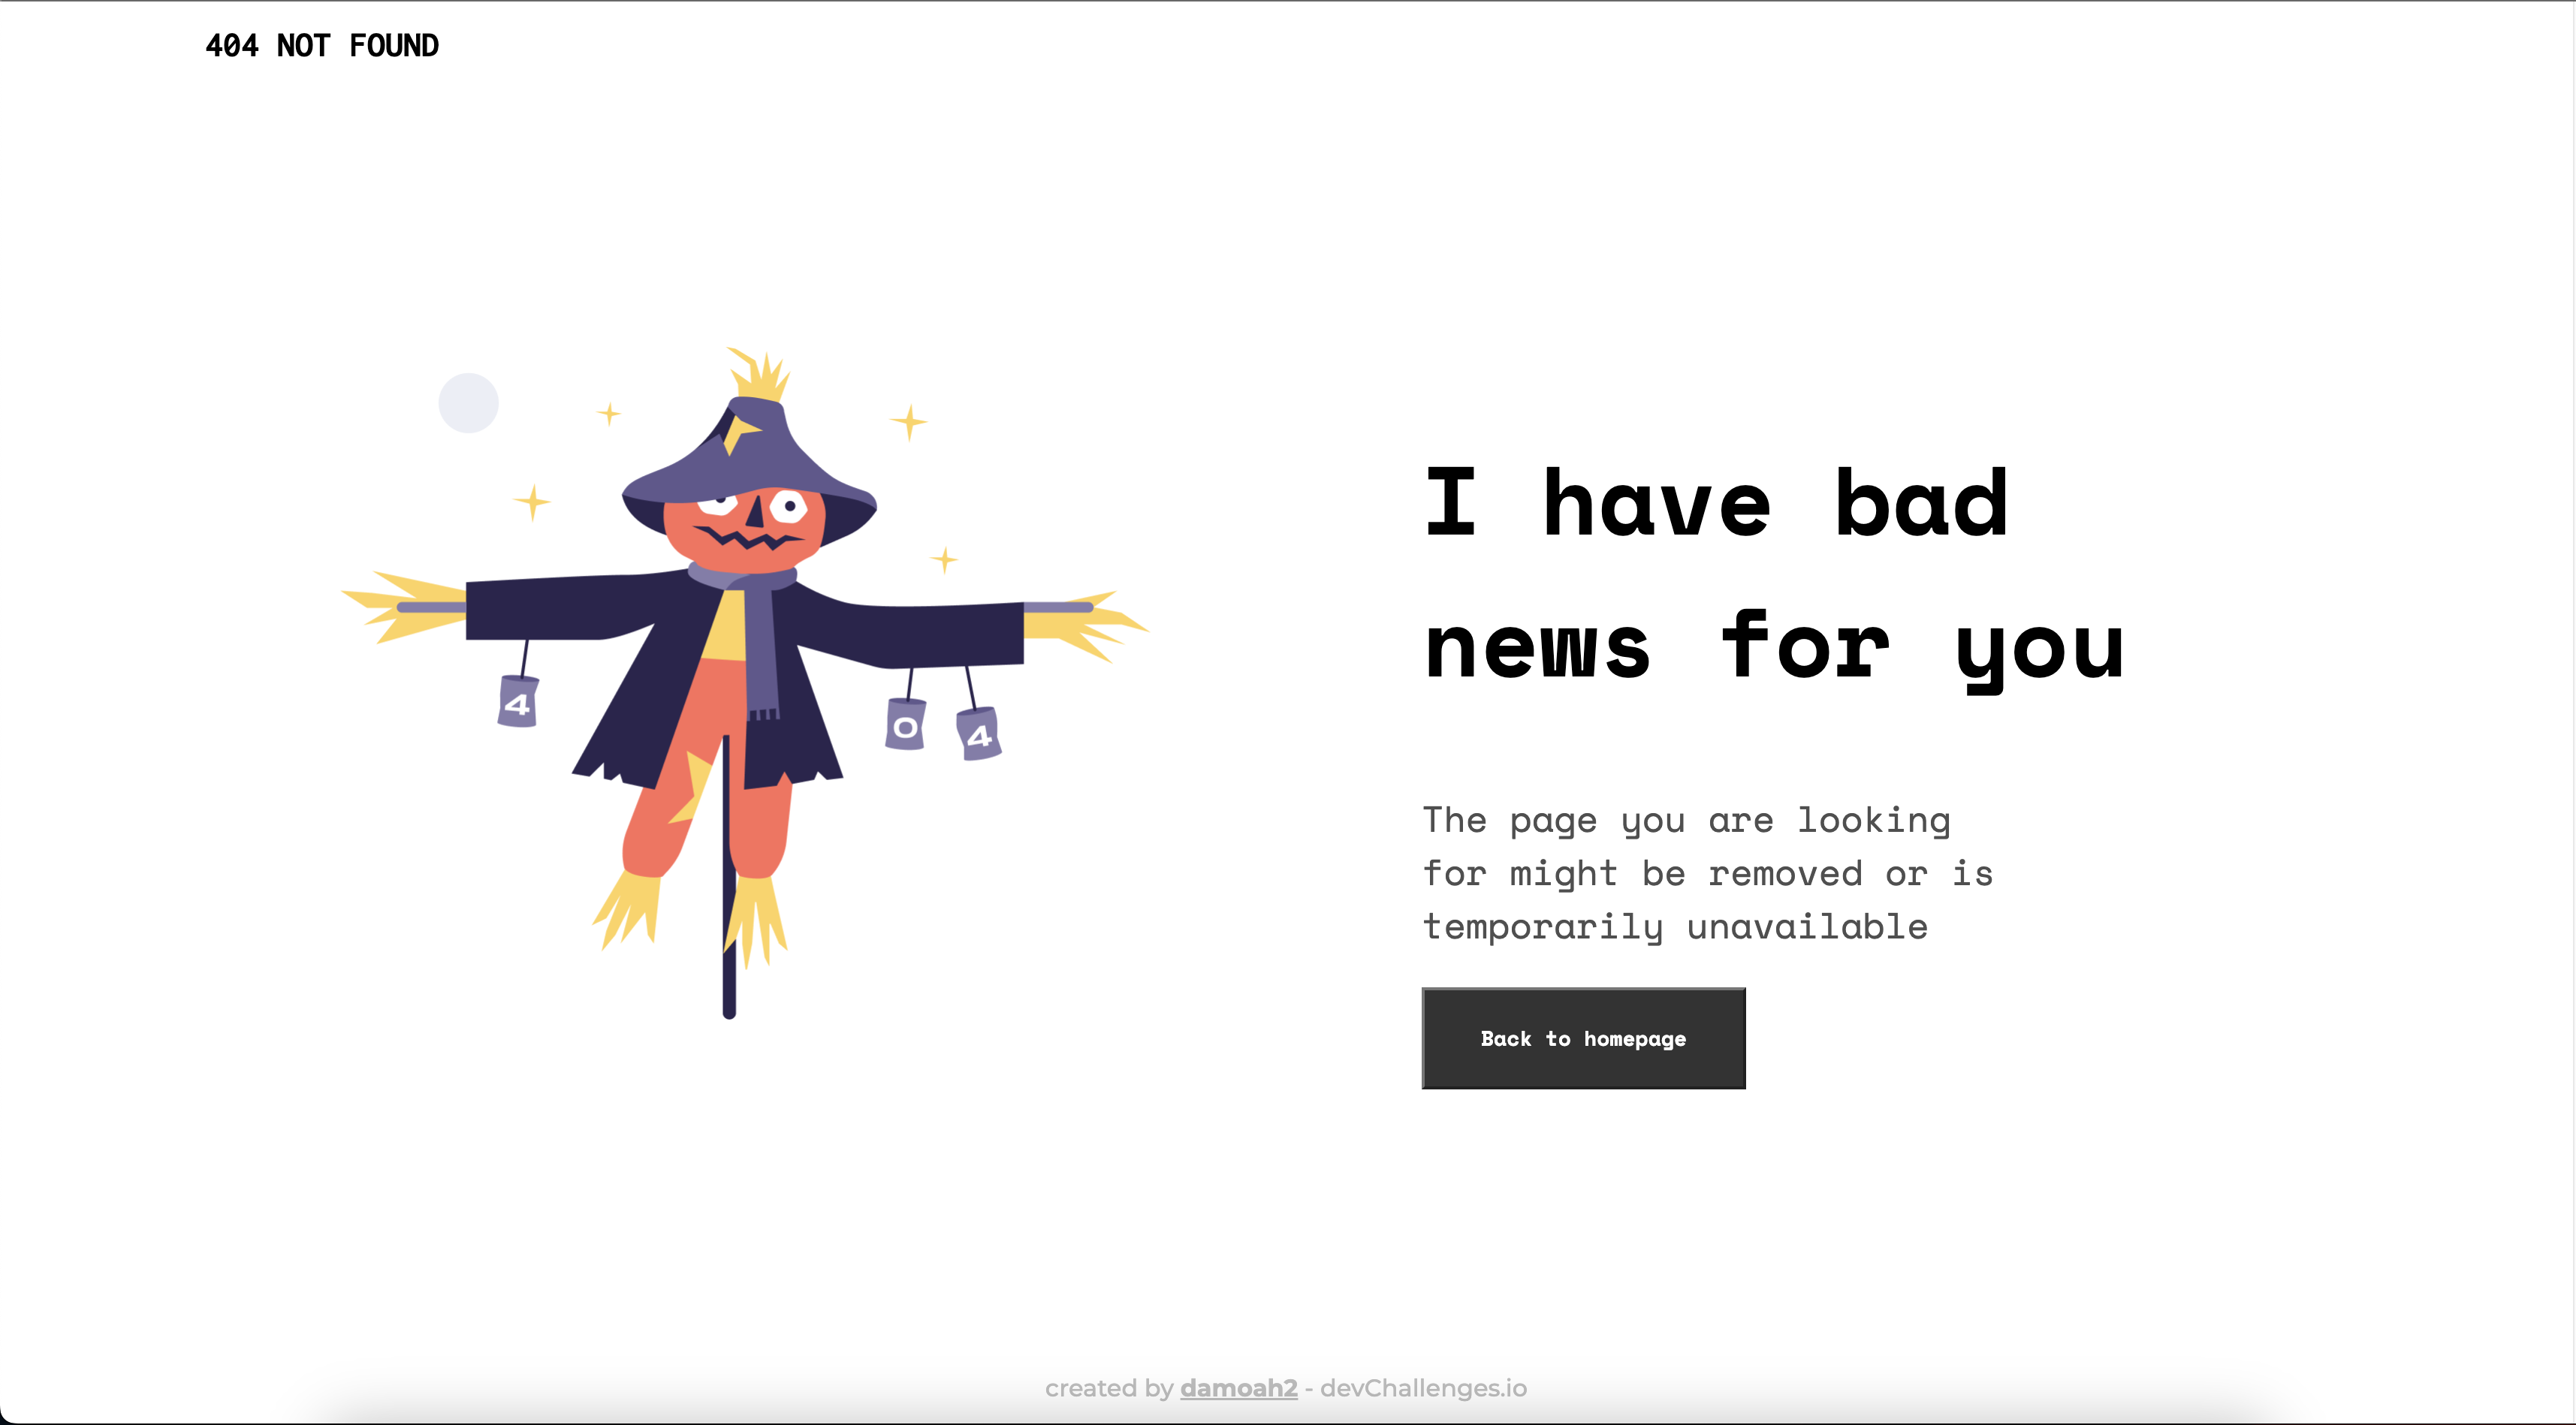 404 NOT FOUND
4
0
4
I have bad
news for you
The page you are looking
for might be removed or is
temporarily unavailable
Back to homepage
created by damoah2 - devChallenges.io